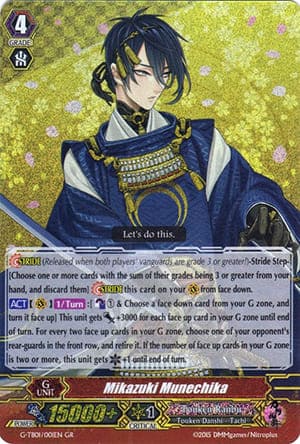 4
GRADE
Let's do this.
STRIDE (Released when both players' vanguards are grade 3 or greater!)-Stride Step-
[Choose one or more cards with the sum of their grades being 3 or greater from your
hand, and discard them] STRIDE this card on your from face down.
ACT [] 1/Turn : [ & Choose a face down card from your G zone, and
turn it face up] This unit gets +3000 for each face up card in your G zone until end
of turn. For every two face up cards in your G zone, choose one of your opponent's
rear-guards in the front row, and retire it. If the number of face up cards in your G zone
is two or more, this unit gets +1 until end of turn.
G
UNIT
Mikazuki Munechika
POWER
15000+
1
CRITICAL
Touken Ranbu
Touken Danshi Tachi
G-TB01/001EN GR
©2015 DMMgames/Nitroplus